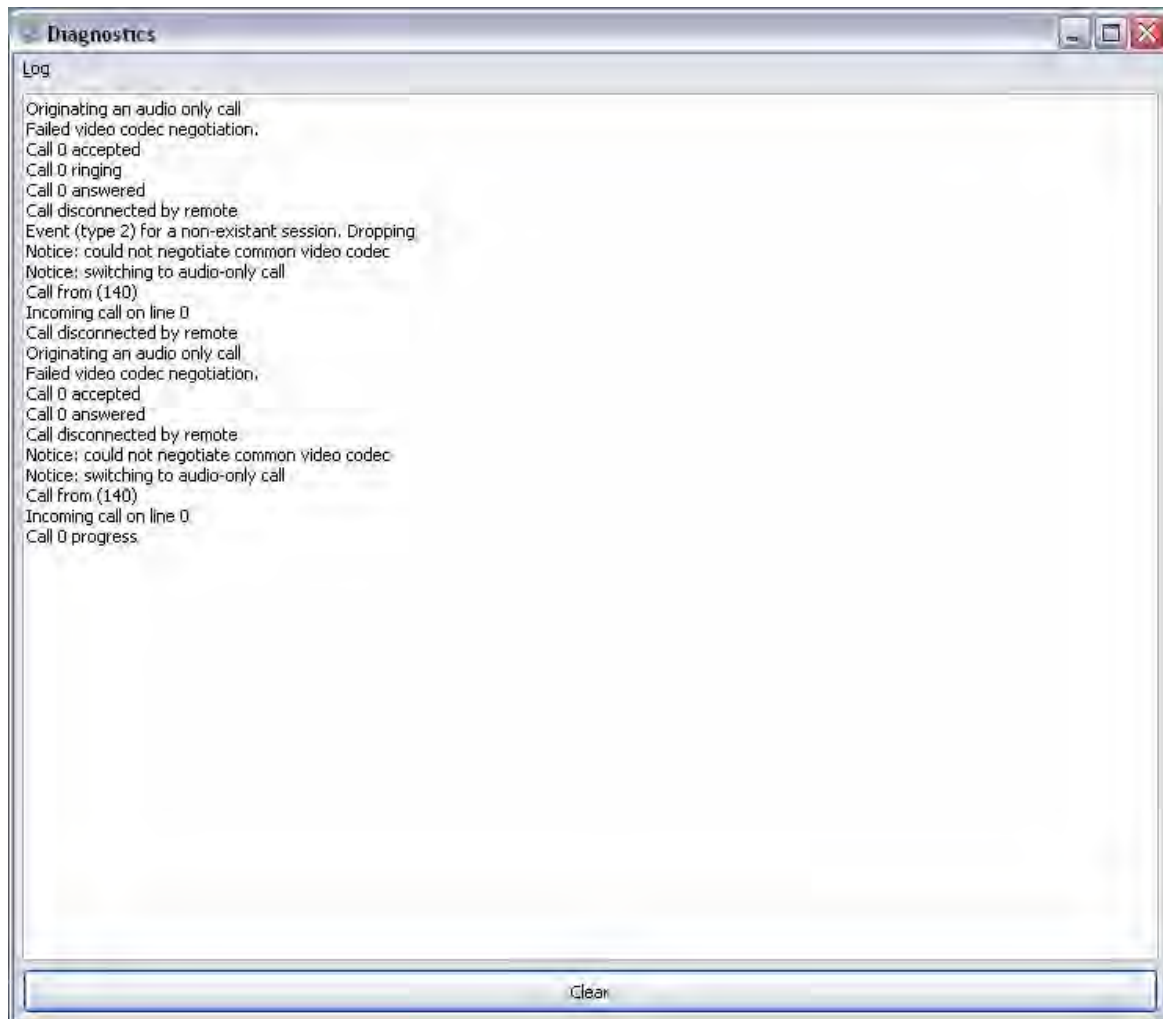 Diagnostics
Log
Originating an audio only call
Failed video codec negotiation.
Call 0 accepted
Call 0 ringing
Call 0 answered
Call disconnected by remote
Event (type 2) for a non-existant session. Dropping
Notice: could not negotiate common video codec
Notice: switching to audio-only call
Call from (140)
Incoming call on line 0
Call disconnected by remote
Originating an audio only call
Failed video codec negotiation.
Call 0 accepted
Call 0 answered
Call disconnected by remote
Notice: could not negotiate common video codec
Notice: switching to audio-only call
Call from (140)
Incoming call on line 0
Call 0 progress
Clear